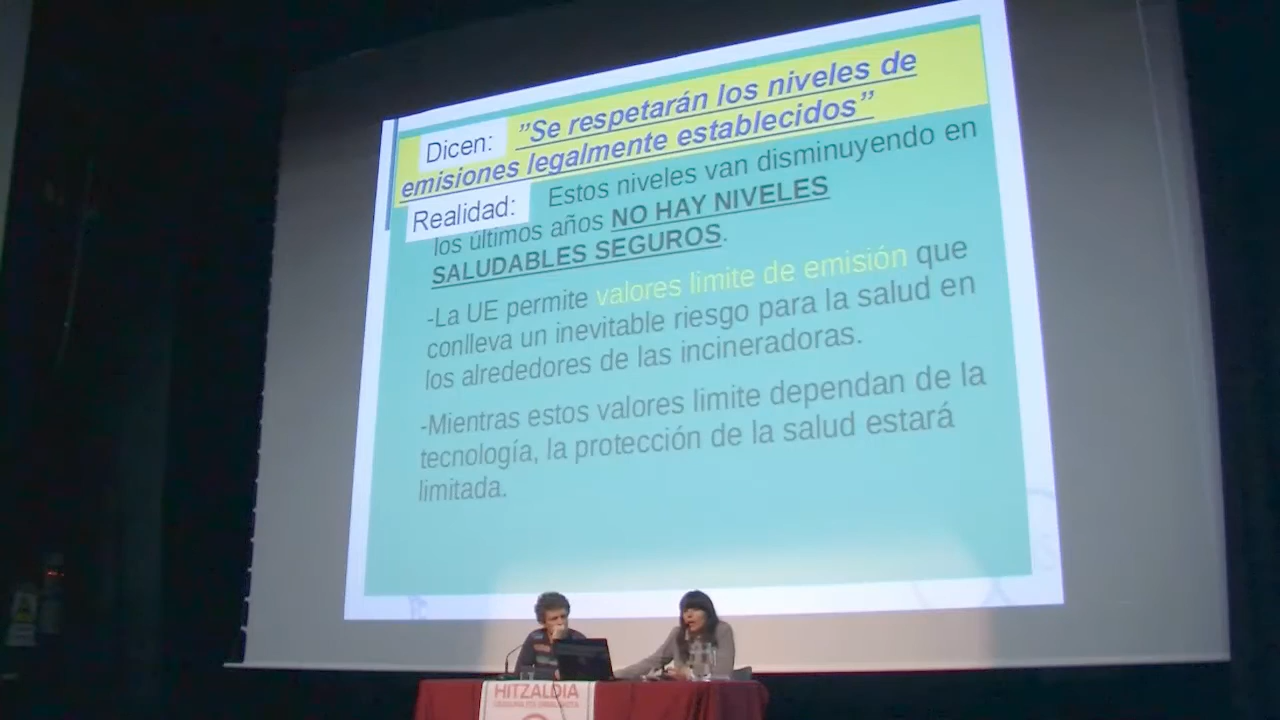 Dicen: ”Se respetarán los niveles de
emisiones legalmente establecidos”
Realidad: Estos niveles van disminuyendo en
los últimos años NO HAY NIVELES
SALUDABLES SEGUROS.
-La UE permite valores limite de emisión que
conlleva un inevitable riesgo para la salud en
los alrededores de las incineradoras.
-Mientras estos valores limite dependan de la
tecnología, la protección de la salud estará
limitada.
HITZALDIA